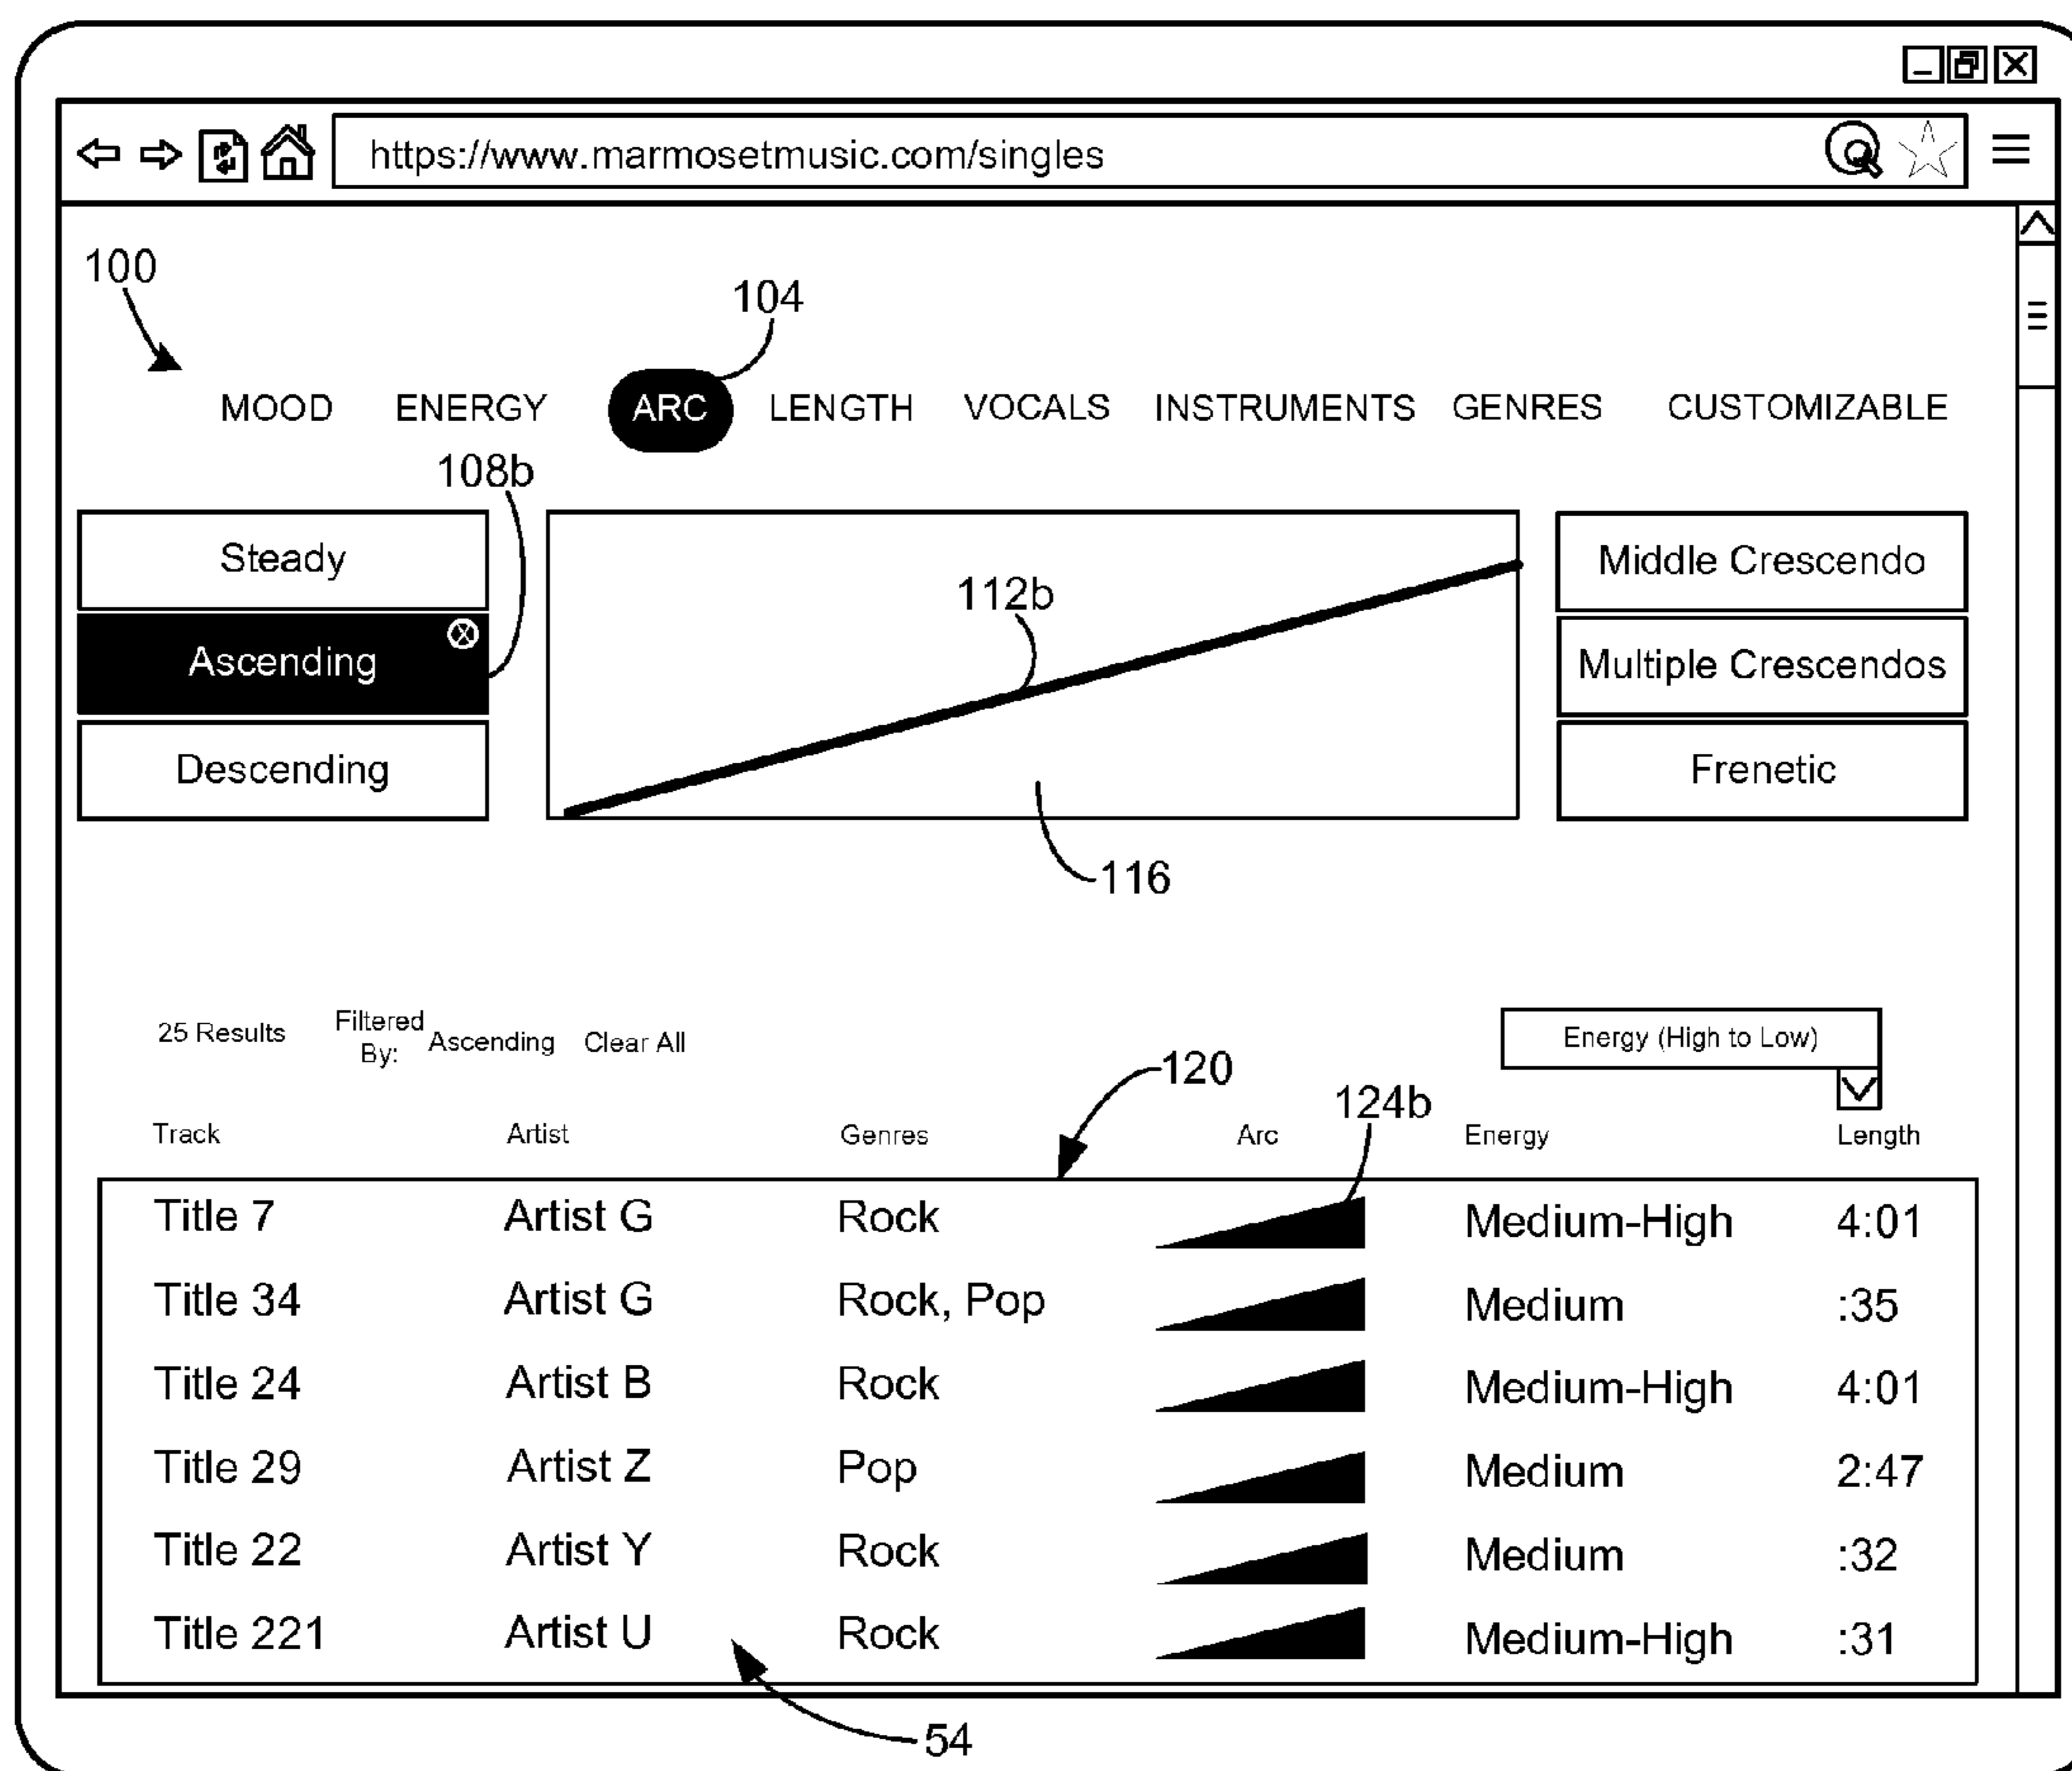 https://www.marmosetmusic.com/singles
100
104
MOOD ENERGY ARC LENGTH VOCALS INSTRUMENTS GENRES CUSTOMIZABLE
108b
Steady
Ascending
Descending
112b
116
Middle Crescendo
Multiple Crescendos
Frenetic
25 Results Filtered By: Ascending Clear All
Energy (High to Low)
120
124b
Track Artist Genres Arc Energy Length
Title 7 Artist G Rock Medium-High 4:01
Title 34 Artist G Rock, Pop Medium :35
Title 24 Artist B Rock Medium-High 4:01
Title 29 Artist Z Pop Medium 2:47
Title 22 Artist Y Rock Medium :32
Title 221 Artist U Rock Medium-High :31
54